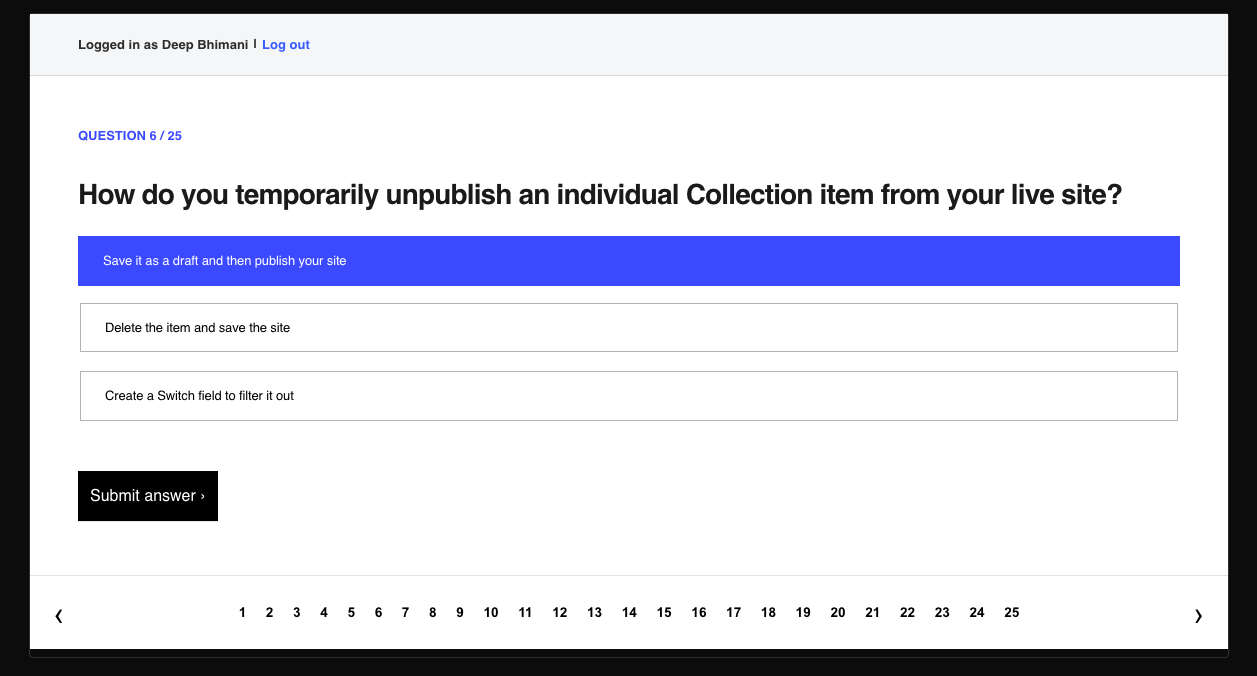 Logged in as Deep Bhimani | Log out
QUESTION 6 / 25
How do you temporarily unpublish an individual Collection item from your live site?
Save it as a draft and then publish your site
Delete the item and save the site
Create a Switch field to filter it out
Submit answer ›
❮ 1 2 3 4 5 6 7 8 9 10 11 12 13 14 15 16 17 18 19 20 21 22 23 24 25 ❯